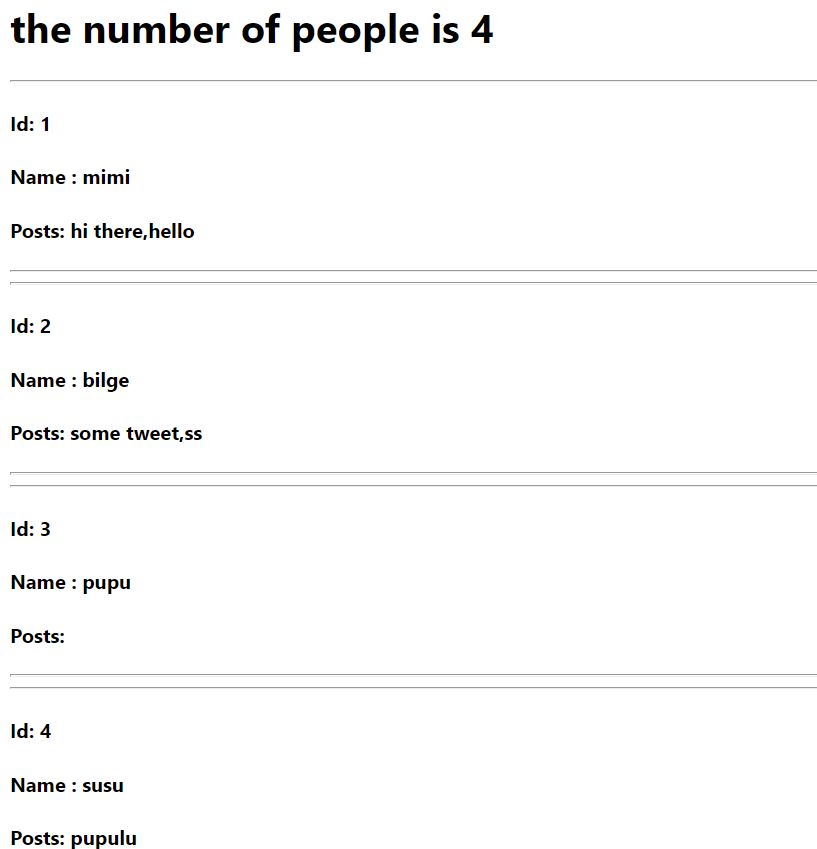 the number of people is 4
Id: 1
Name : mimi
Posts: hi there,hello
Id: 2
Name : bilge
Posts: some tweet,ss
Id: 3
Name : pupu
Posts:
Id: 4
Name : susu
Posts: pupulu